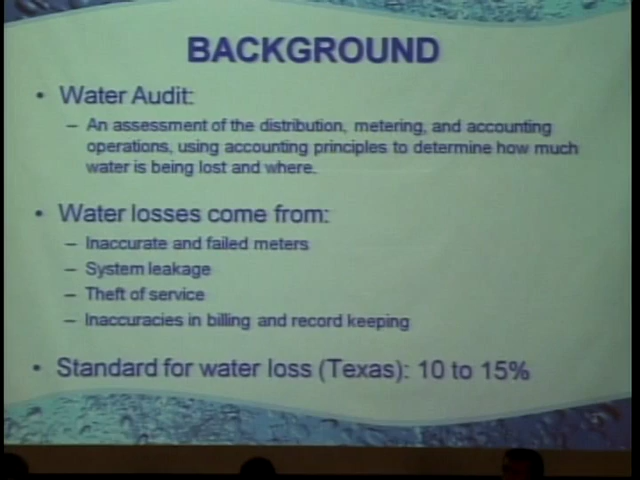 BACKGROUND
• Water Audit:
– An assessment of the distribution, metering, and accounting
operations, using accounting principles to determine how much
water is being lost and where.
• Water losses come from:
– Inaccurate and failed meters
– System leakage
– Theft of service
– Inaccuracies in billing and record keeping
• Standard for water loss (Texas): 10 to 15%